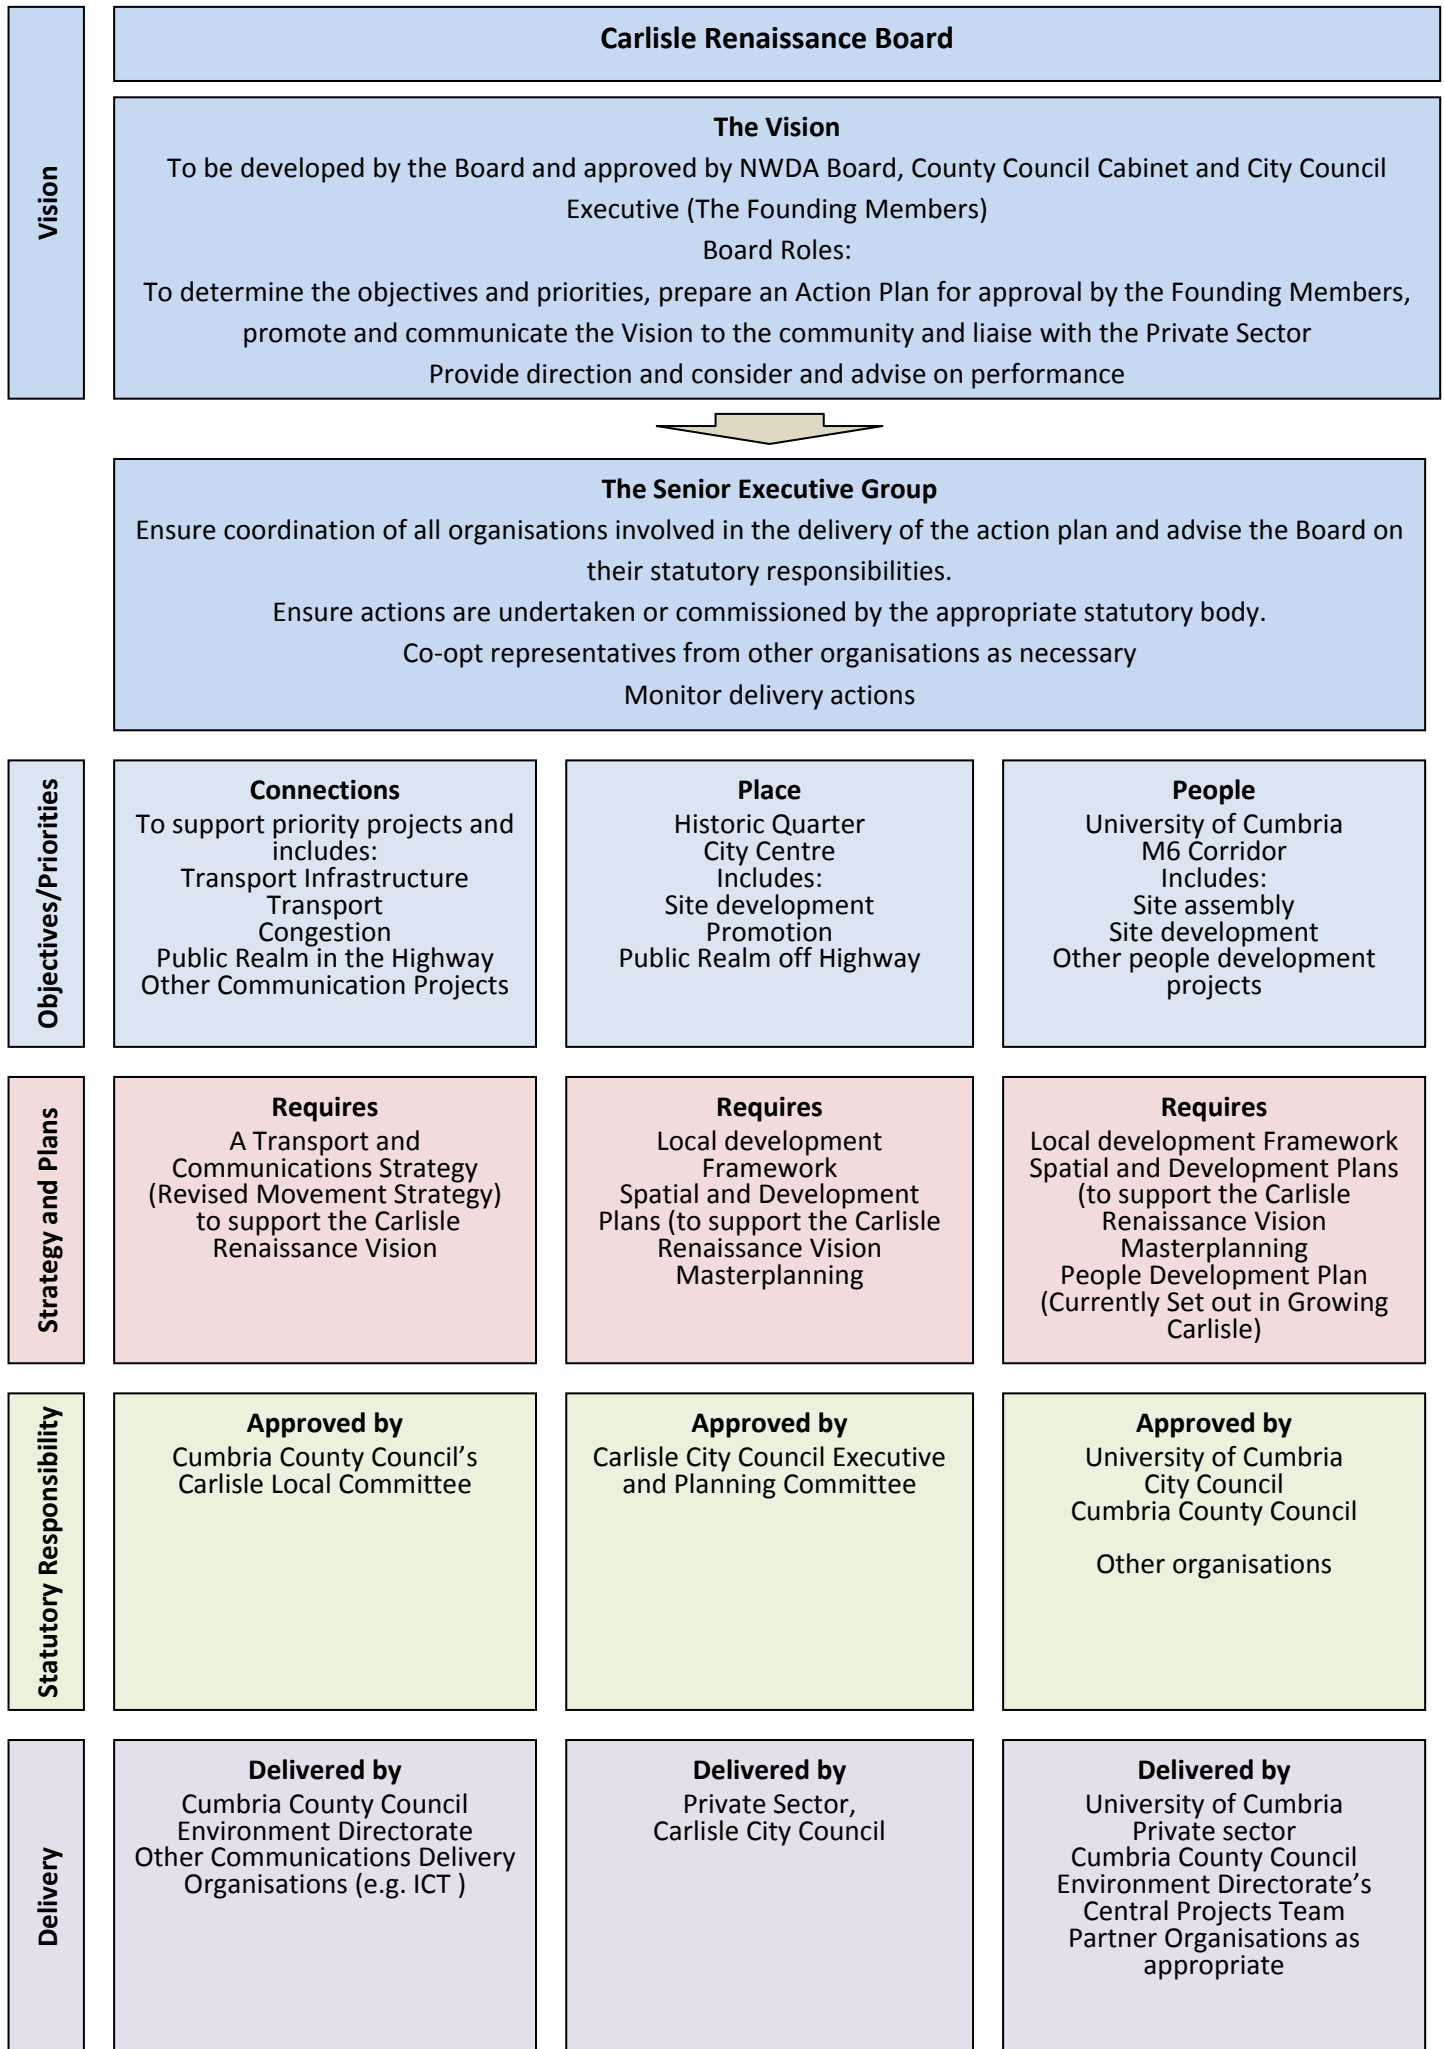 Vision
Carlisle Renaissance Board
The Vision
To be developed by the Board and approved by NWDA Board, County Council Cabinet and City Council
Executive (The Founding Members)
Board Roles:
To determine the objectives and priorities, prepare an Action Plan for approval by the Founding Members,
promote and communicate the Vision to the community and liaise with the Private Sector
Provide direction and consider and advise on performance
The Senior Executive Group
Ensure coordination of all organisations involved in the delivery of the action plan and advise the Board on
their statutory responsibilities.
Ensure actions are undertaken or commissioned by the appropriate statutory body.
Co-opt representatives from other organisations as necessary
Monitor delivery actions
Objectives/Priorities
Connections
To support priority projects and
includes:
Transport Infrastructure
Transport
Congestion
Public Realm in the Highway
Other Communication Projects
Place
Historic Quarter
City Centre
Includes:
Site development
Promotion
Public Realm off Highway
People
University of Cumbria
M6 Corridor
Includes:
Site assembly
Site development
Other people development
projects
Strategy and Plans
Requires
A Transport and
Communications Strategy
(Revised Movement Strategy)
to support the Carlisle
Renaissance Vision
Requires
Local development
Framework
Spatial and Development
Plans (to support the Carlisle
Renaissance Vision
Masterplanning
Requires
Local development Framework
Spatial and Development Plans
(to support the Carlisle
Renaissance Vision
Masterplanning
People Development Plan
(Currently Set out in Growing
Carlisle)
Statutory Responsibility
Approved by
Cumbria County Council’s
Carlisle Local Committee
Approved by
Carlisle City Council Executive
and Planning Committee
Approved by
University of Cumbria
City Council
Cumbria County Council
Other organisations
Delivery
Delivered by
Cumbria County Council
Environment Directorate
Other Communications Delivery
Organisations (e.g. ICT )
Delivered by
Private Sector,
Carlisle City Council
Delivered by
University of Cumbria
Private sector
Cumbria County Council
Environment Directorate’s
Central Projects Team
Partner Organisations as
appropriate